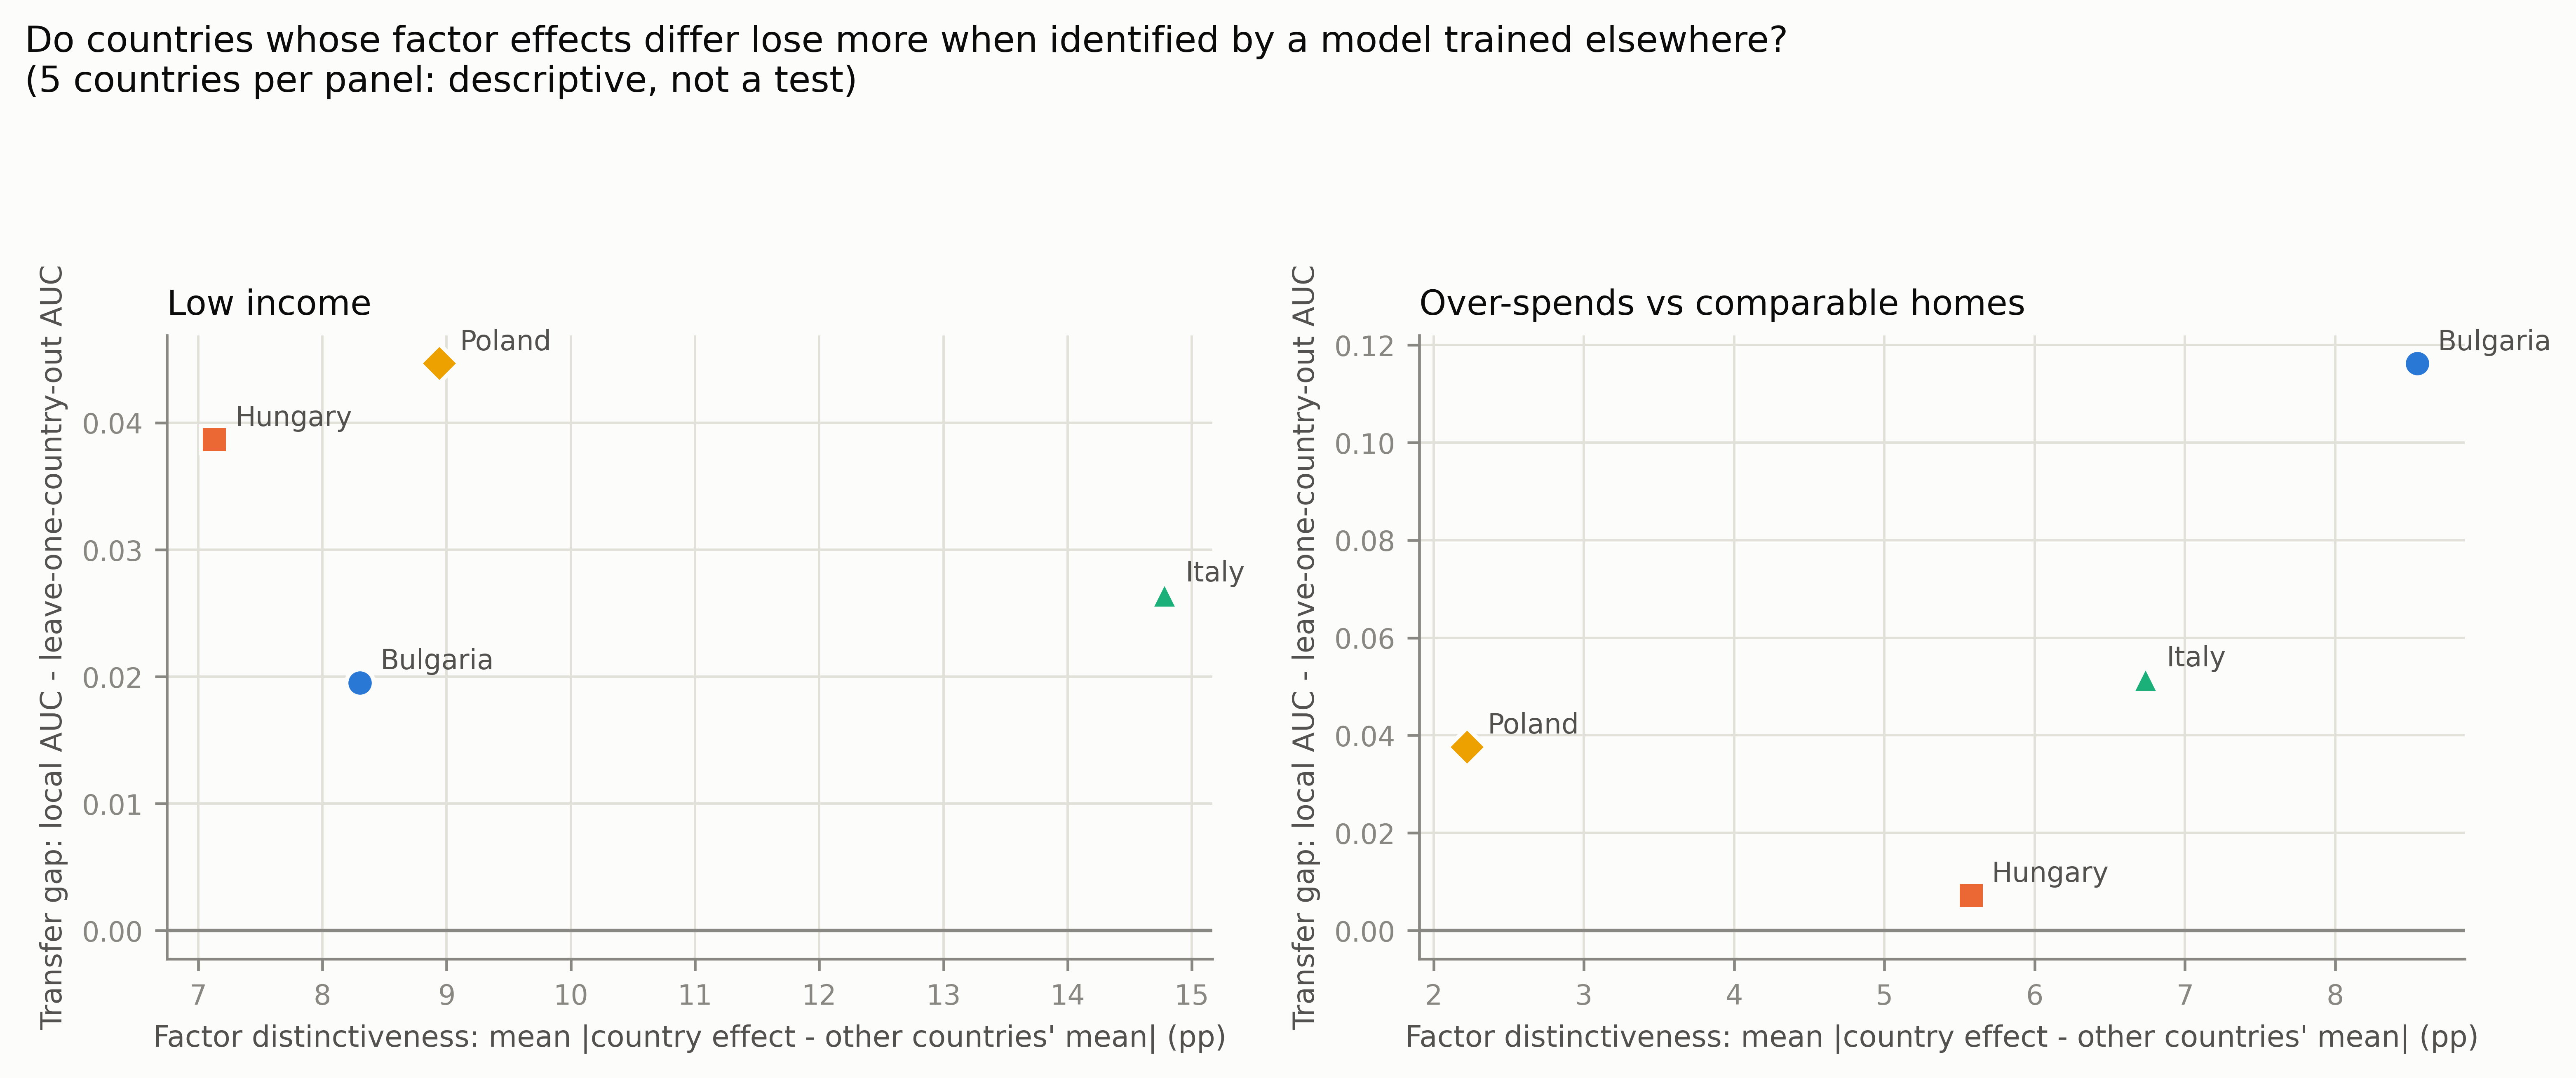 Do countries whose factor effects differ lose more when identified by a model trained elsewhere?
(5 countries per panel: descriptive, not a test)
Low income
Transfer gap: local AUC - leave-one-country-out AUC
0.04
0.03
0.02
0.01
0.00
Poland
Hungary
Italy
Bulgaria
7 8 9 10 11 12 13 14 15
Factor distinctiveness: mean |country effect - other countries' mean| (pp)
Over-spends vs comparable homes
Transfer gap: local AUC - leave-one-country-out AUC
0.12
0.10
0.08
0.06
0.04
0.02
0.00
Bulgaria
Italy
Poland
Hungary
2 3 4 5 6 7 8
Factor distinctiveness: mean |country effect - other countries' mean| (pp)